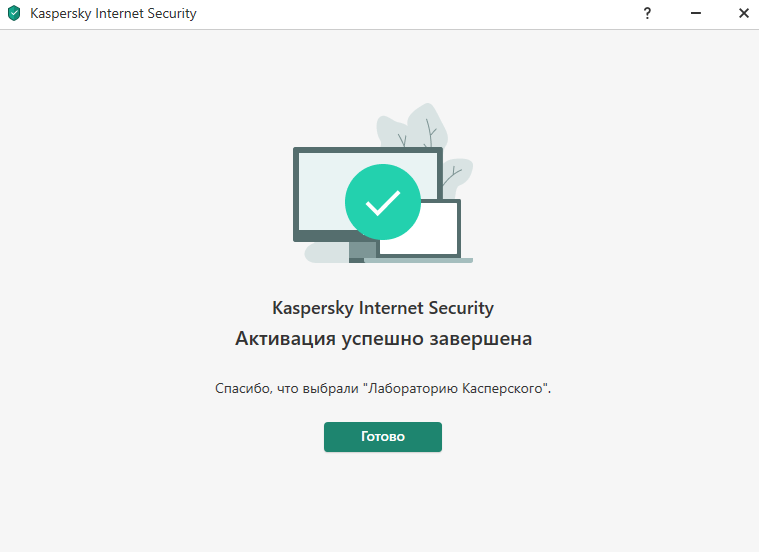 Kaspersky Internet Security
?
Kaspersky Internet Security
Активация успешно завершена
Спасибо, что выбрали "Лабораторию Касперского".
Готово